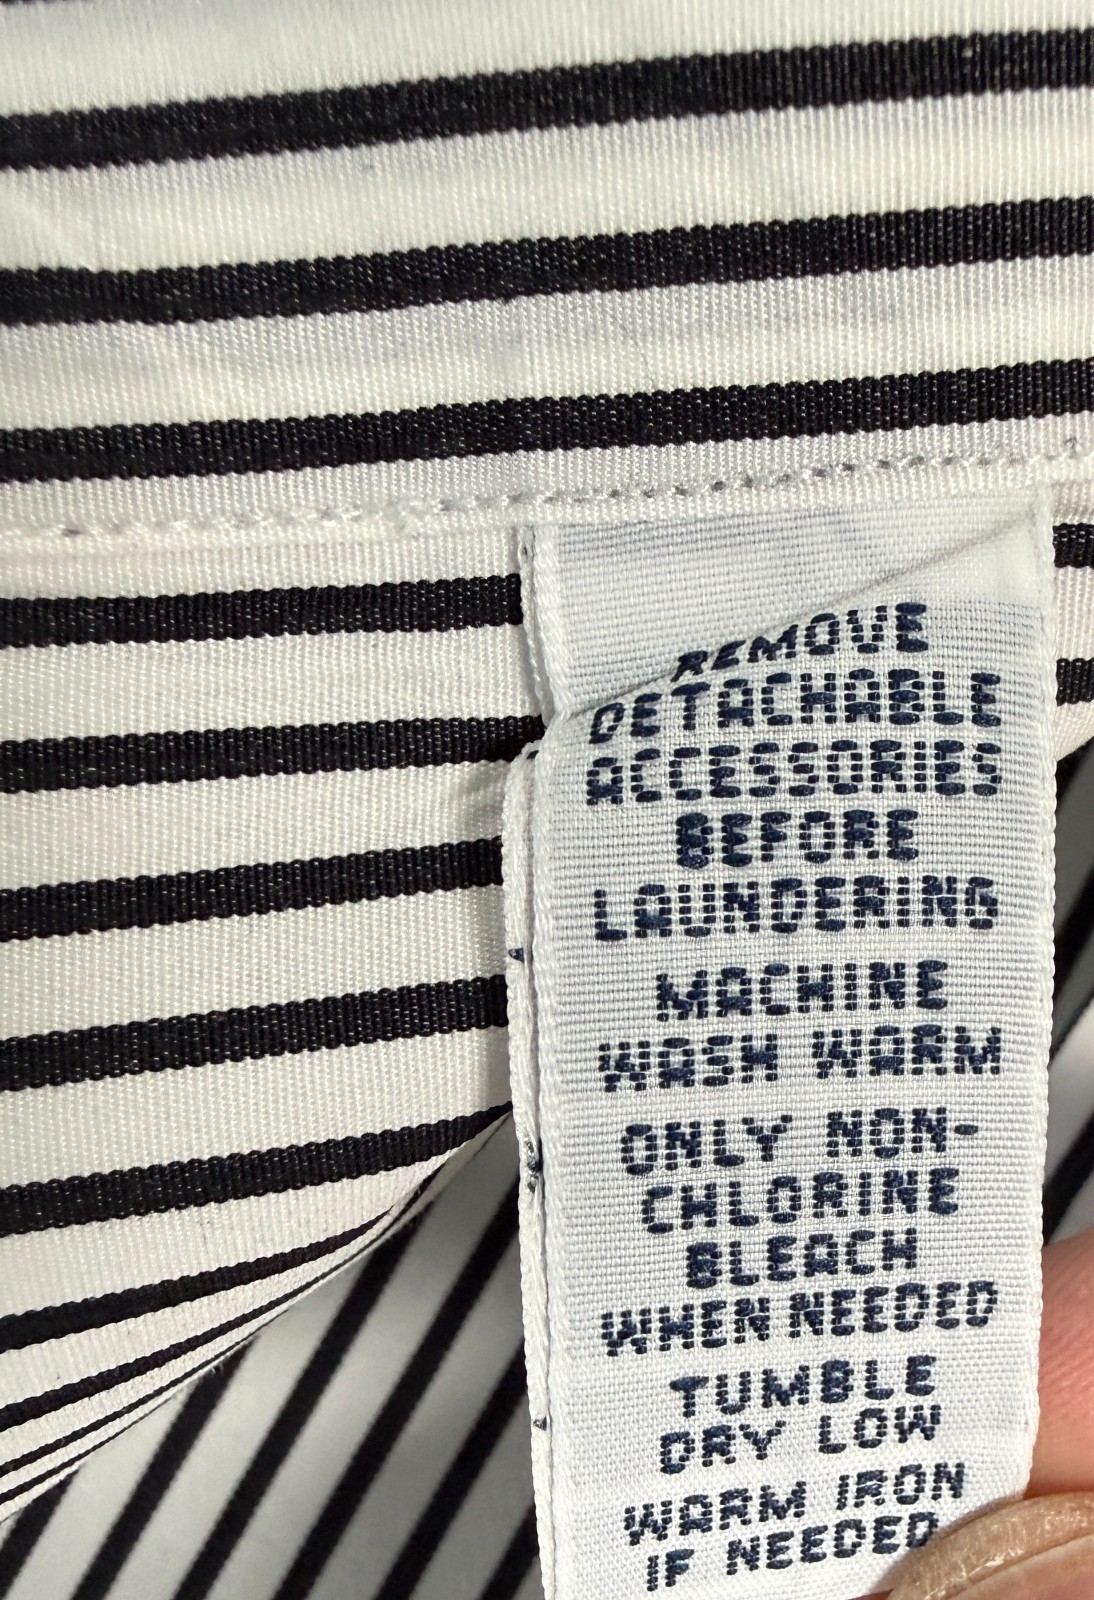 REMOVE
DETACHABLE
ACCESSORIES
BEFORE
LAUNDERING
MACHINE
WASH WARM
ONLY NON-
CHLORINE
BLEACH
WHEN NEEDED
TUMBLE
DRY LOW
WARM IRON
IF NEEDED